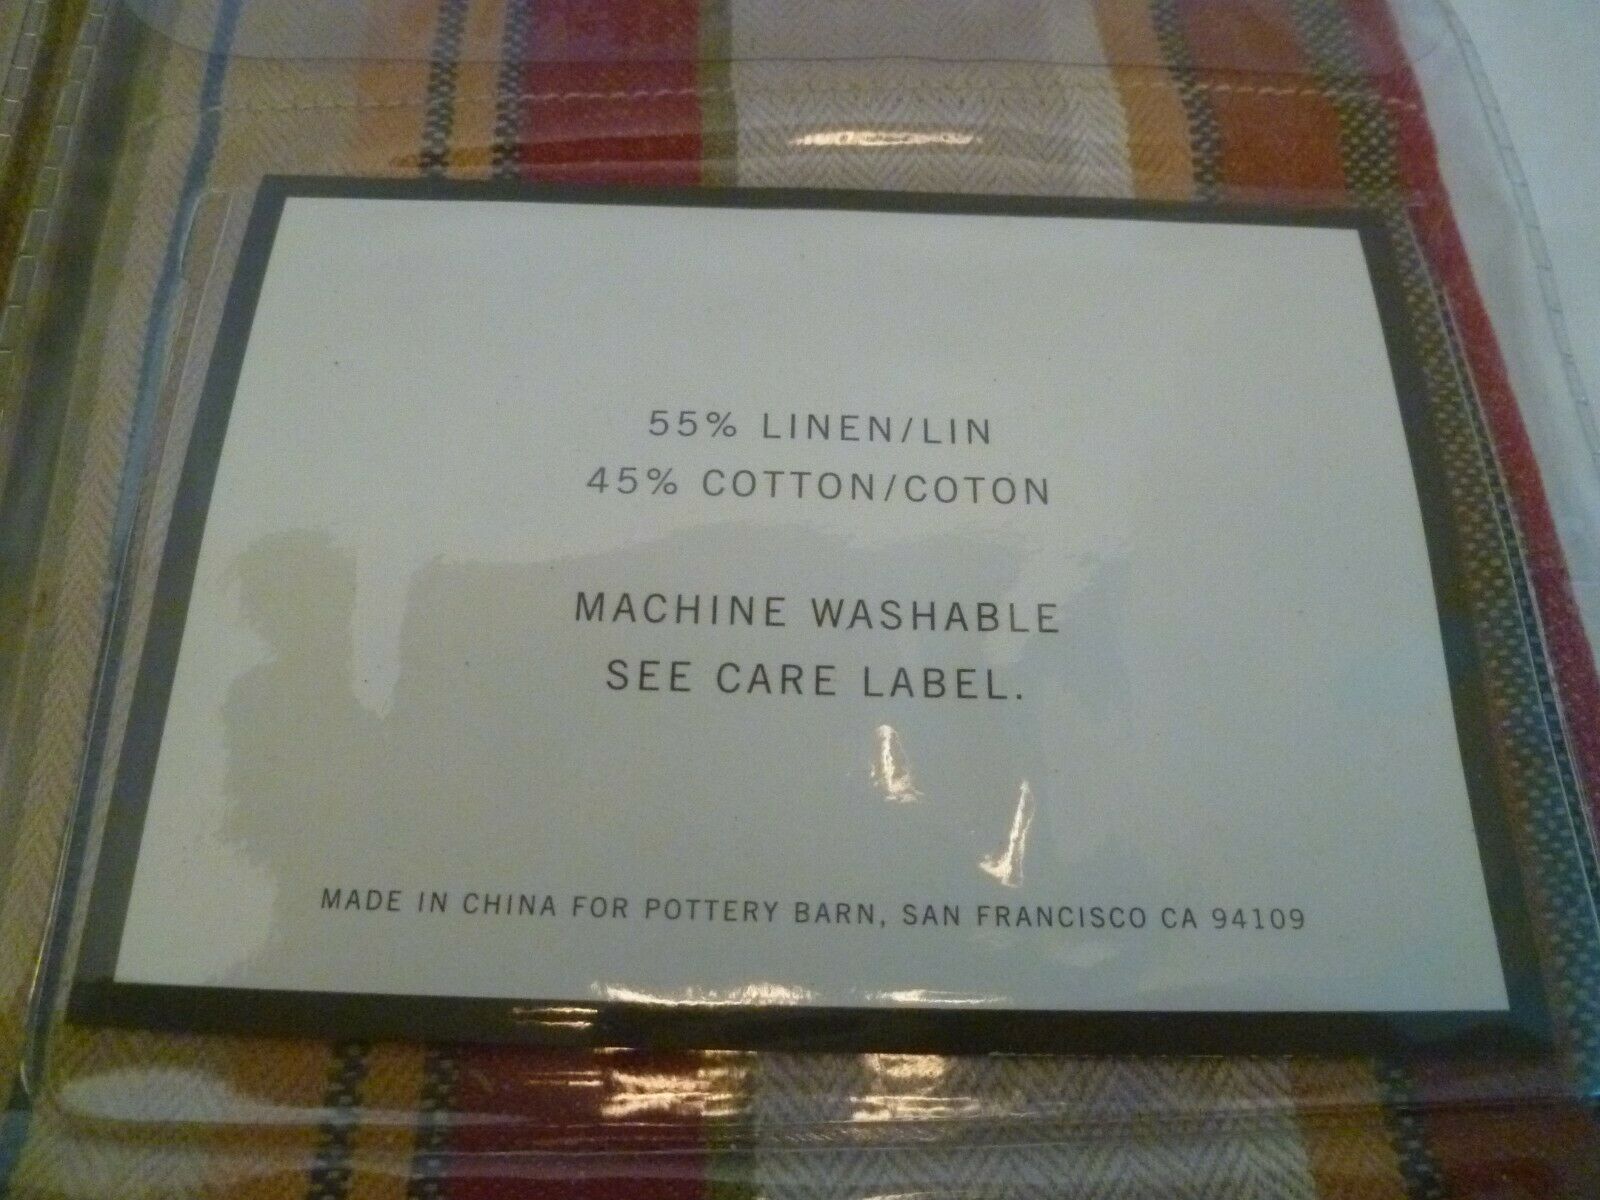 55% LINEN/LIN
45% COTTON/COTON
MACHINE WASHABLE
SEE CARE LABEL.
MADE IN CHINA FOR POTTERY BARN, SAN FRANCISCO CA 94109